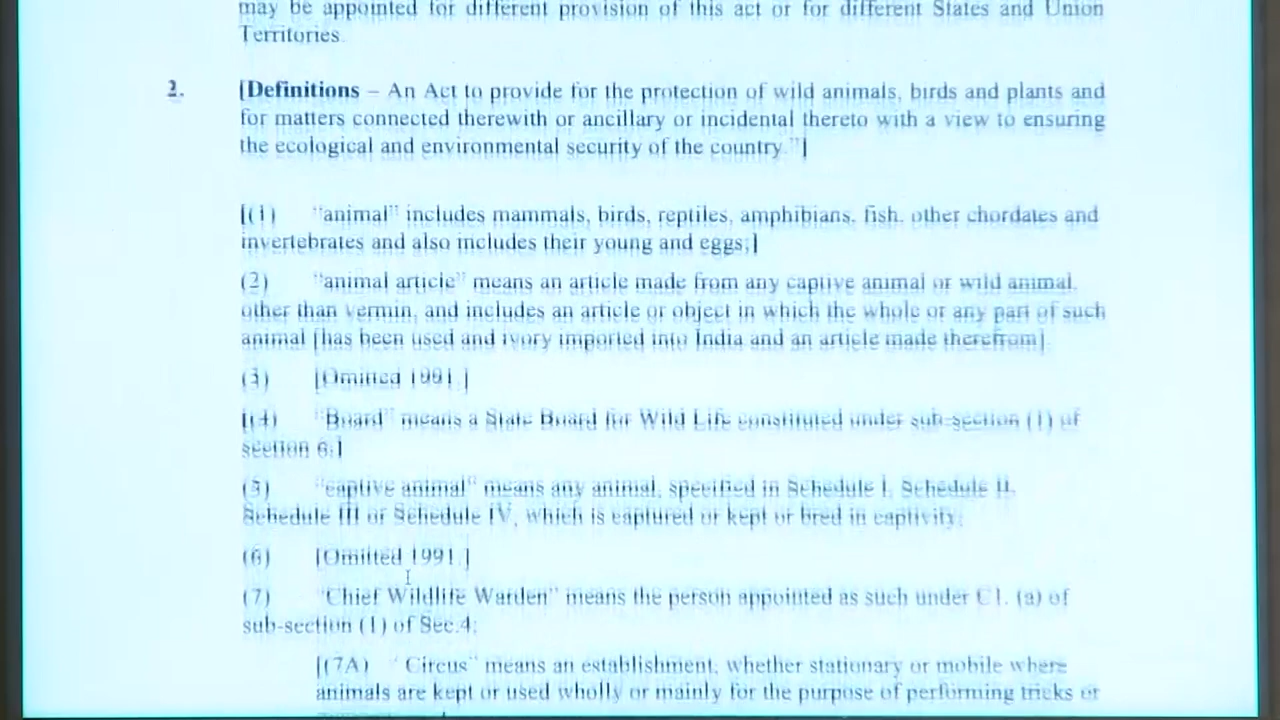 may be appointed for different provision of this act or for different States and Union
Territories.
2. [Definitions – An Act to provide for the protection of wild animals, birds and plants and
for matters connected therewith or ancillary or incidental thereto with a view to ensuring
the ecological and environmental security of the country.”]
[(1) “animal” includes mammals, birds, reptiles, amphibians, fish, other chordates and
invertebrates and also includes their young and eggs;]
(2) “animal article” means an article made from any captive animal or wild animal,
other than vermin, and includes an article or object in which the whole or any part of such
animal [has been used and ivory imported into India and an article made therefrom].
(3) [Omitted 1991.]
[(4) “Board” means a State Board for Wild Life constituted under sub-section (1) of
section 6;]
(5) “captive animal” means any animal, specified in Schedule I, Schedule II,
Schedule III or Schedule IV, which is captured or kept or bred in captivity;
(6) [Omitted 1991.]
(7) “Chief Wildlife Warden” means the person appointed as such under Cl. (a) of
sub-section (1) of Sec.4;
[(7A) “Circus” means an establishment, whether stationary or mobile where
animals are kept or used wholly or mainly for the purpose of performing tricks or